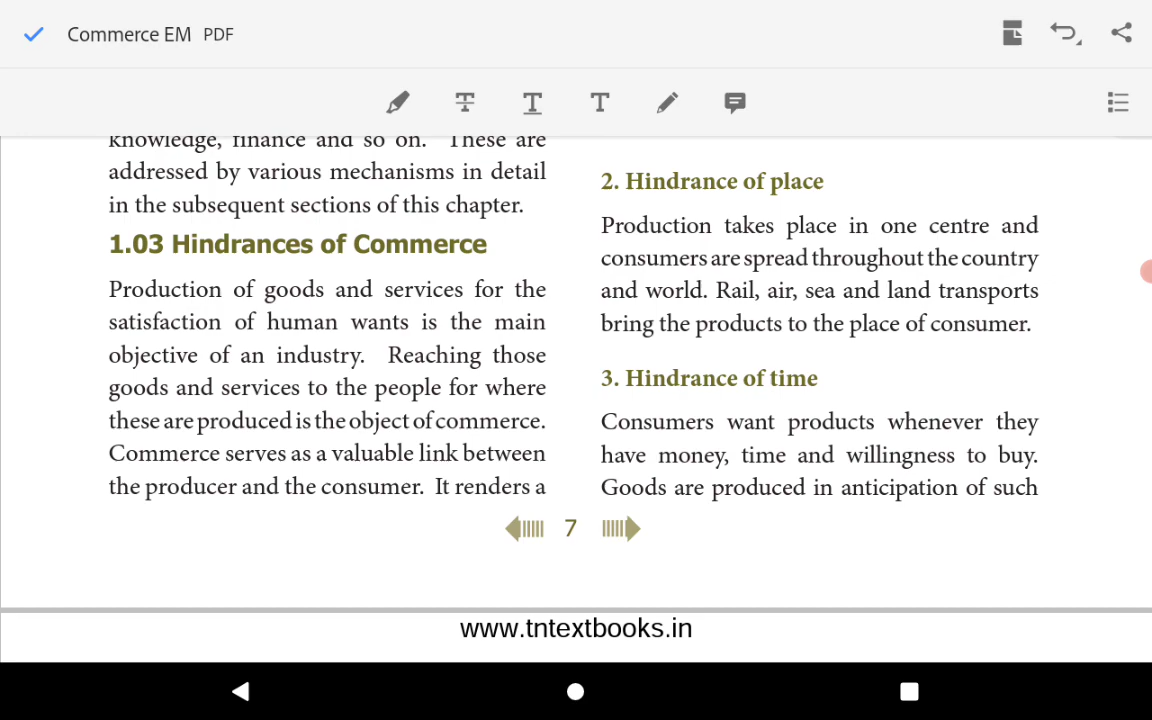 Commerce EM PDF
knowledge, finance and so on. These are
addressed by various mechanisms in detail
in the subsequent sections of this chapter.
1.03 Hindrances of Commerce
Production of goods and services for the
satisfaction of human wants is the main
objective of an industry. Reaching those
goods and services to the people for where
these are produced is the object of commerce.
Commerce serves as a valuable link between
the producer and the consumer. It renders a
2. Hindrance of place
Production takes place in one centre and
consumers are spread throughout the country
and world. Rail, air, sea and land transports
bring the products to the place of consumer.
3. Hindrance of time
Consumers want products whenever they
have money, time and willingness to buy.
Goods are produced in anticipation of such
7
www.tntextbooks.in